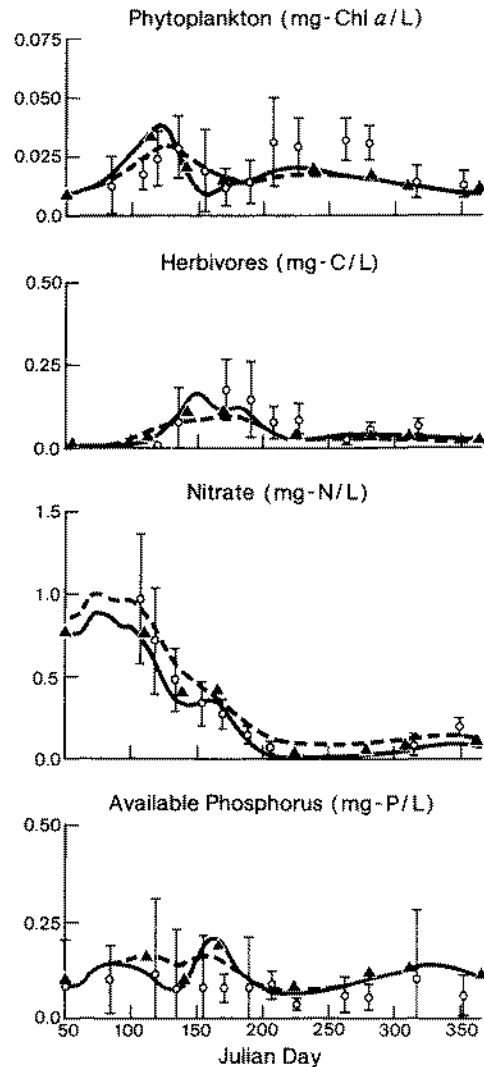 Phytoplankton (mg-Chl a/L)
0.075
0.050
0.025
0.0
Herbivores (mg-C/L)
0.50
0.25
0.0
Nitrate (mg-N/L)
1.5
1.0
0.5
0.0
Available Phosphorus (mg-P/L)
0.50
0.25
0.0
50 100 150 200 250 300 350
Julian Day